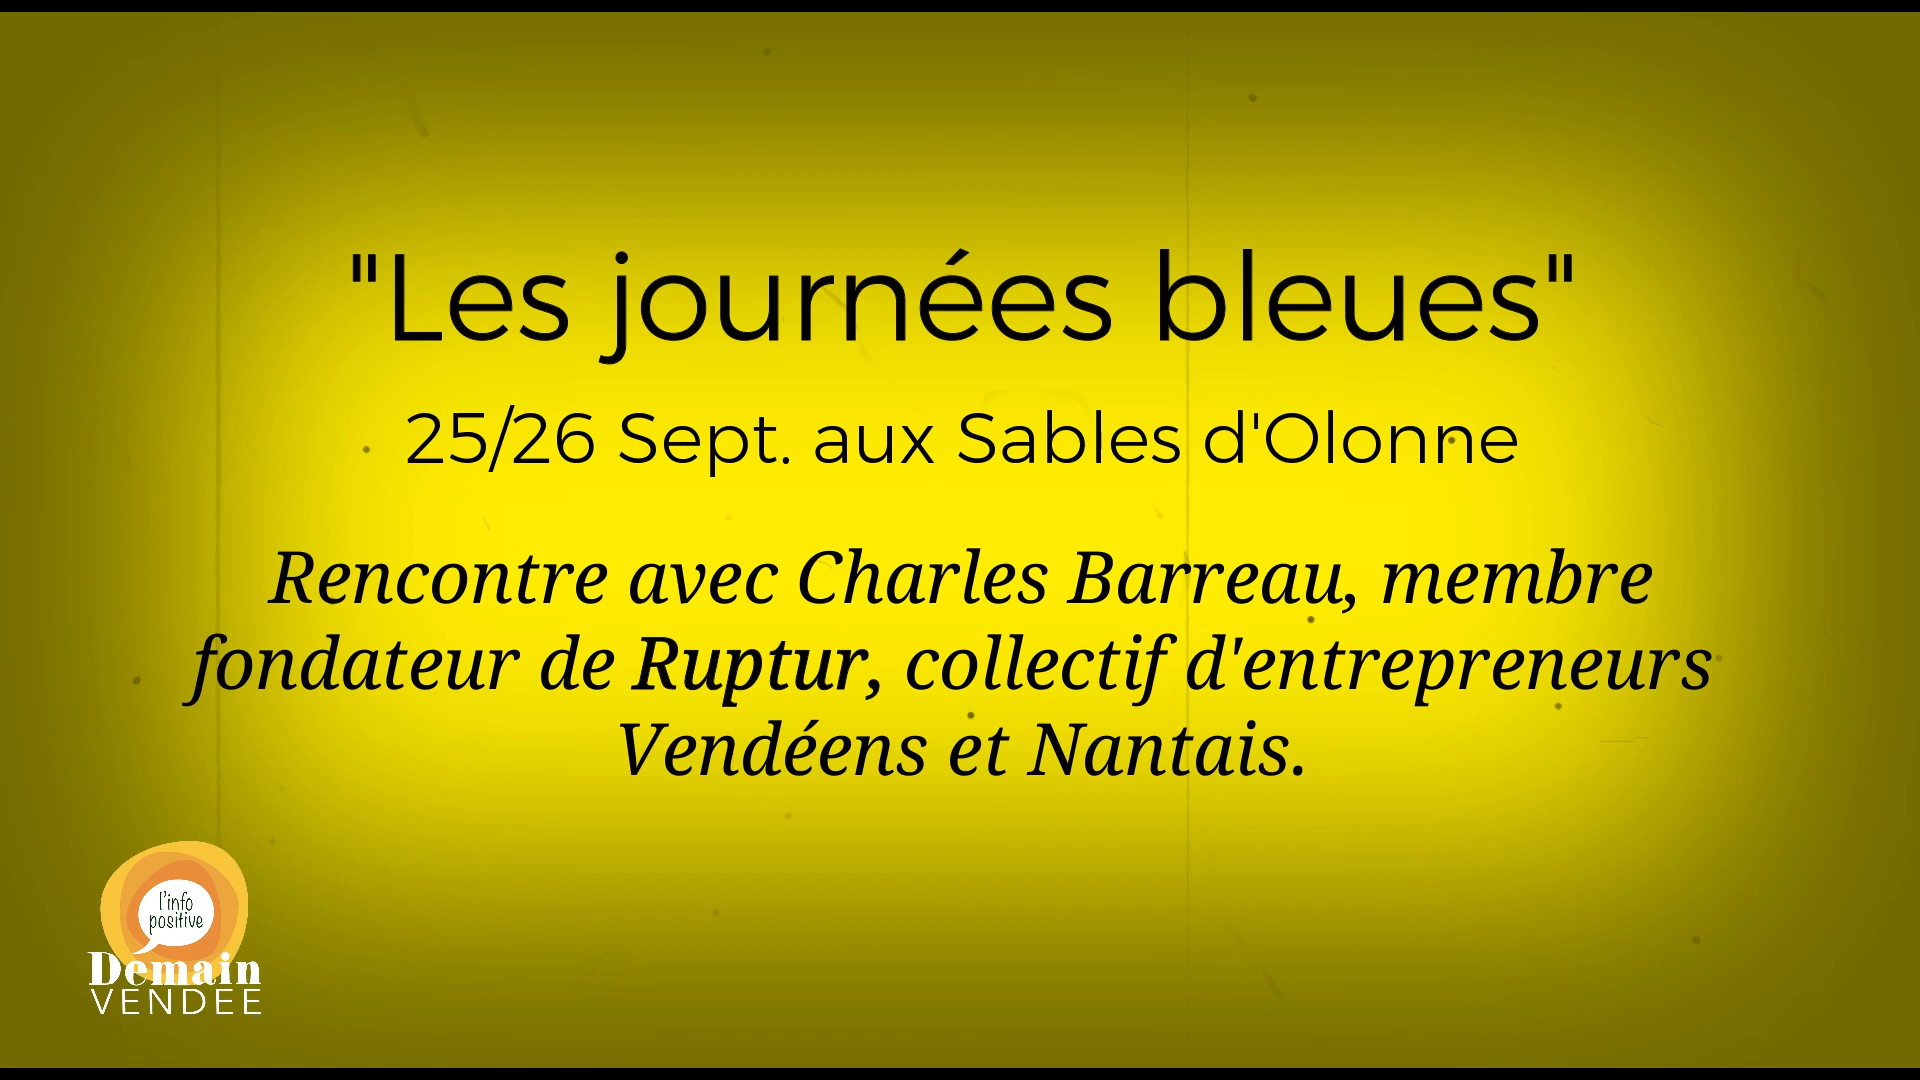 "Les journées bleues"
25/26 Sept. aux Sables d'Olonne
Rencontre avec Charles Barreau, membre
fondateur de Ruptur, collectif d'entrepreneurs
Vendéens et Nantais.
l'info
positive
Demain
VENDEE